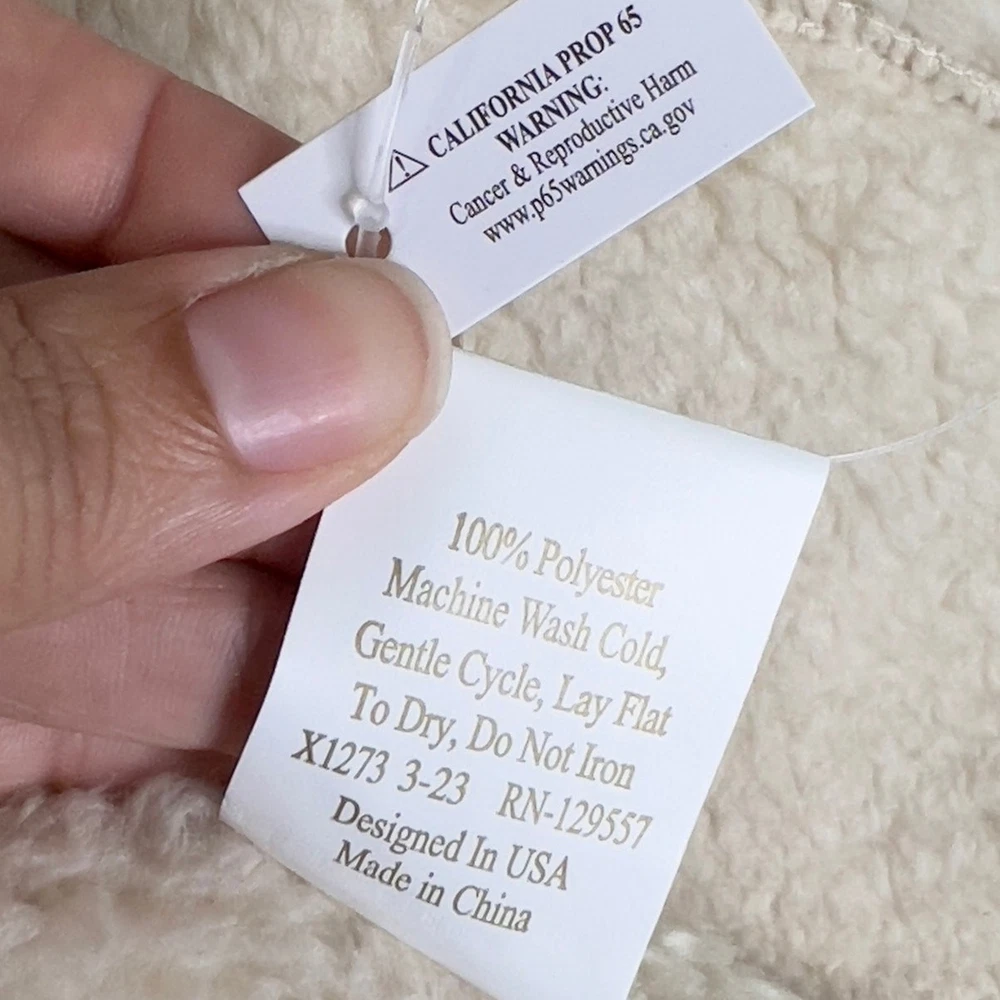 ⚠ CALIFORNIA PROP 65
WARNING:
Cancer & Reproductive Harm
www.p65warnings.ca.gov
100% Polyester
Machine Wash Cold,
Gentle Cycle, Lay Flat
To Dry, Do Not Iron
X1273 3-23 RN-129557
Designed In USA
Made in China